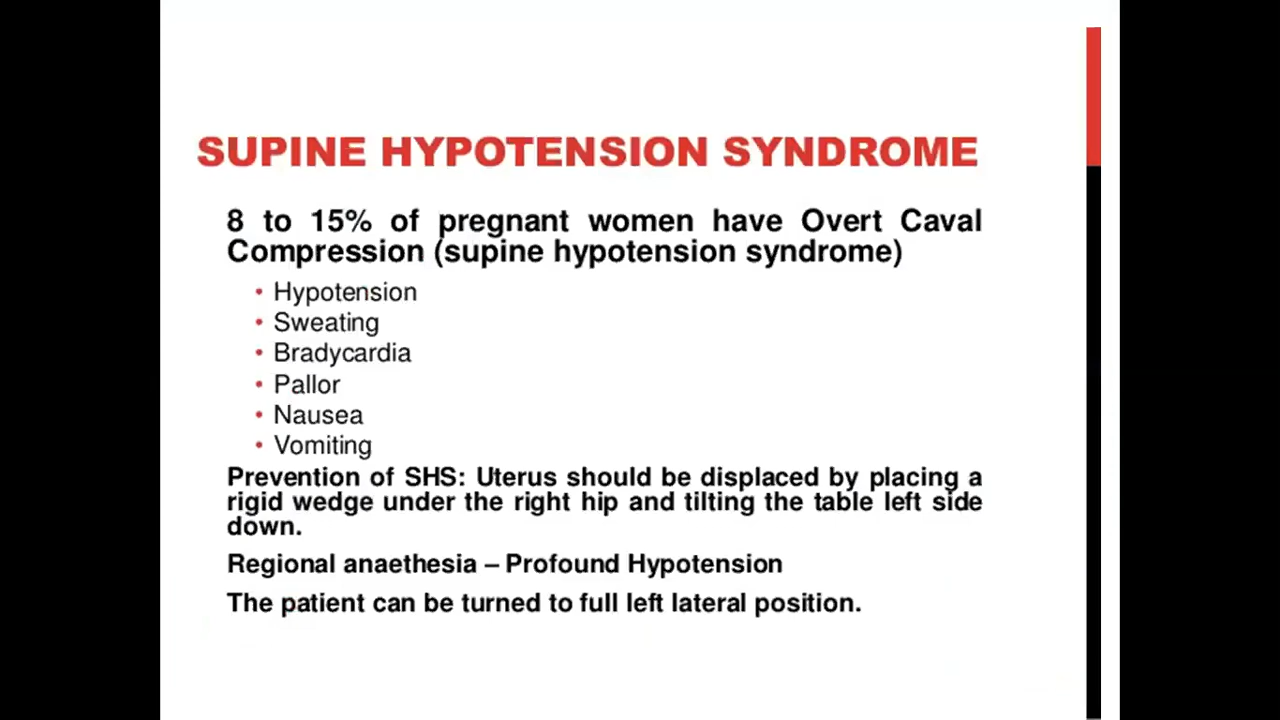 SUPINE HYPOTENSION SYNDROME
8 to 15% of pregnant women have Overt Caval
Compression (supine hypotension syndrome)
• Hypotension
• Sweating
• Bradycardia
• Pallor
• Nausea
• Vomiting
Prevention of SHS: Uterus should be displaced by placing a
rigid wedge under the right hip and tilting the table left side
down.
Regional anaethesia – Profound Hypotension
The patient can be turned to full left lateral position.